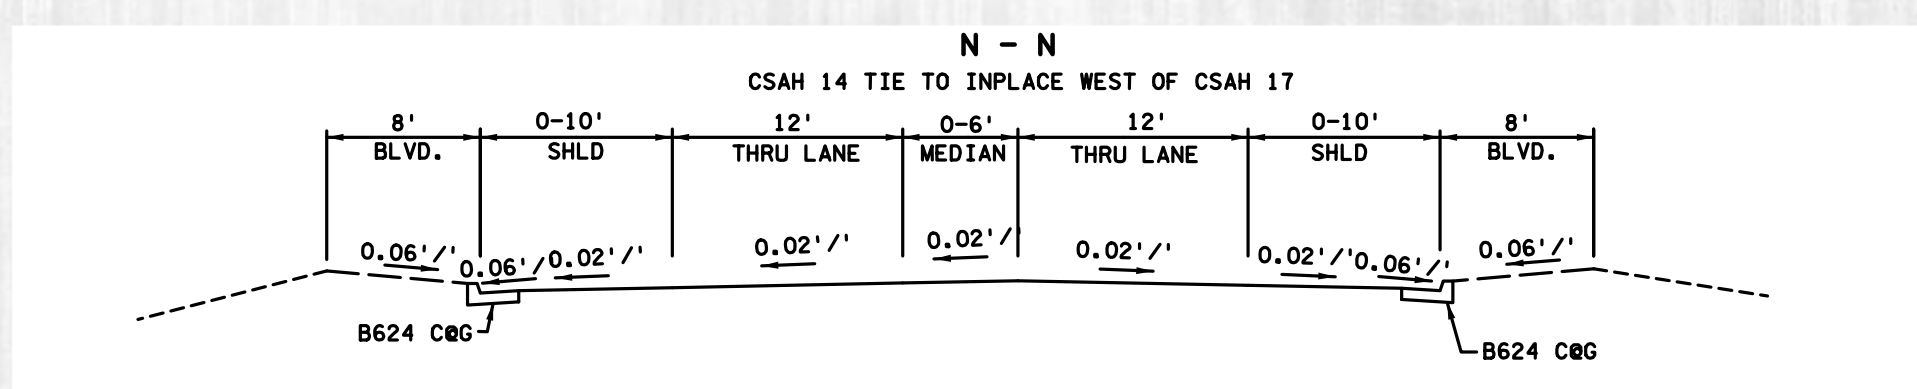 N - N
CSAH 14 TIE TO INPLACE WEST OF CSAH 17
8' 0-10' 12' 0-6' 12' 0-10' 8'
BLVD. SHLD THRU LANE MEDIAN THRU LANE SHLD BLVD.
0.06'/' 0.06'/' 0.02'/' 0.02'/' 0.02'/' 0.02'/' 0.02'/' 0.06'/' 0.06'/'
B624 C@G
B624 C@G